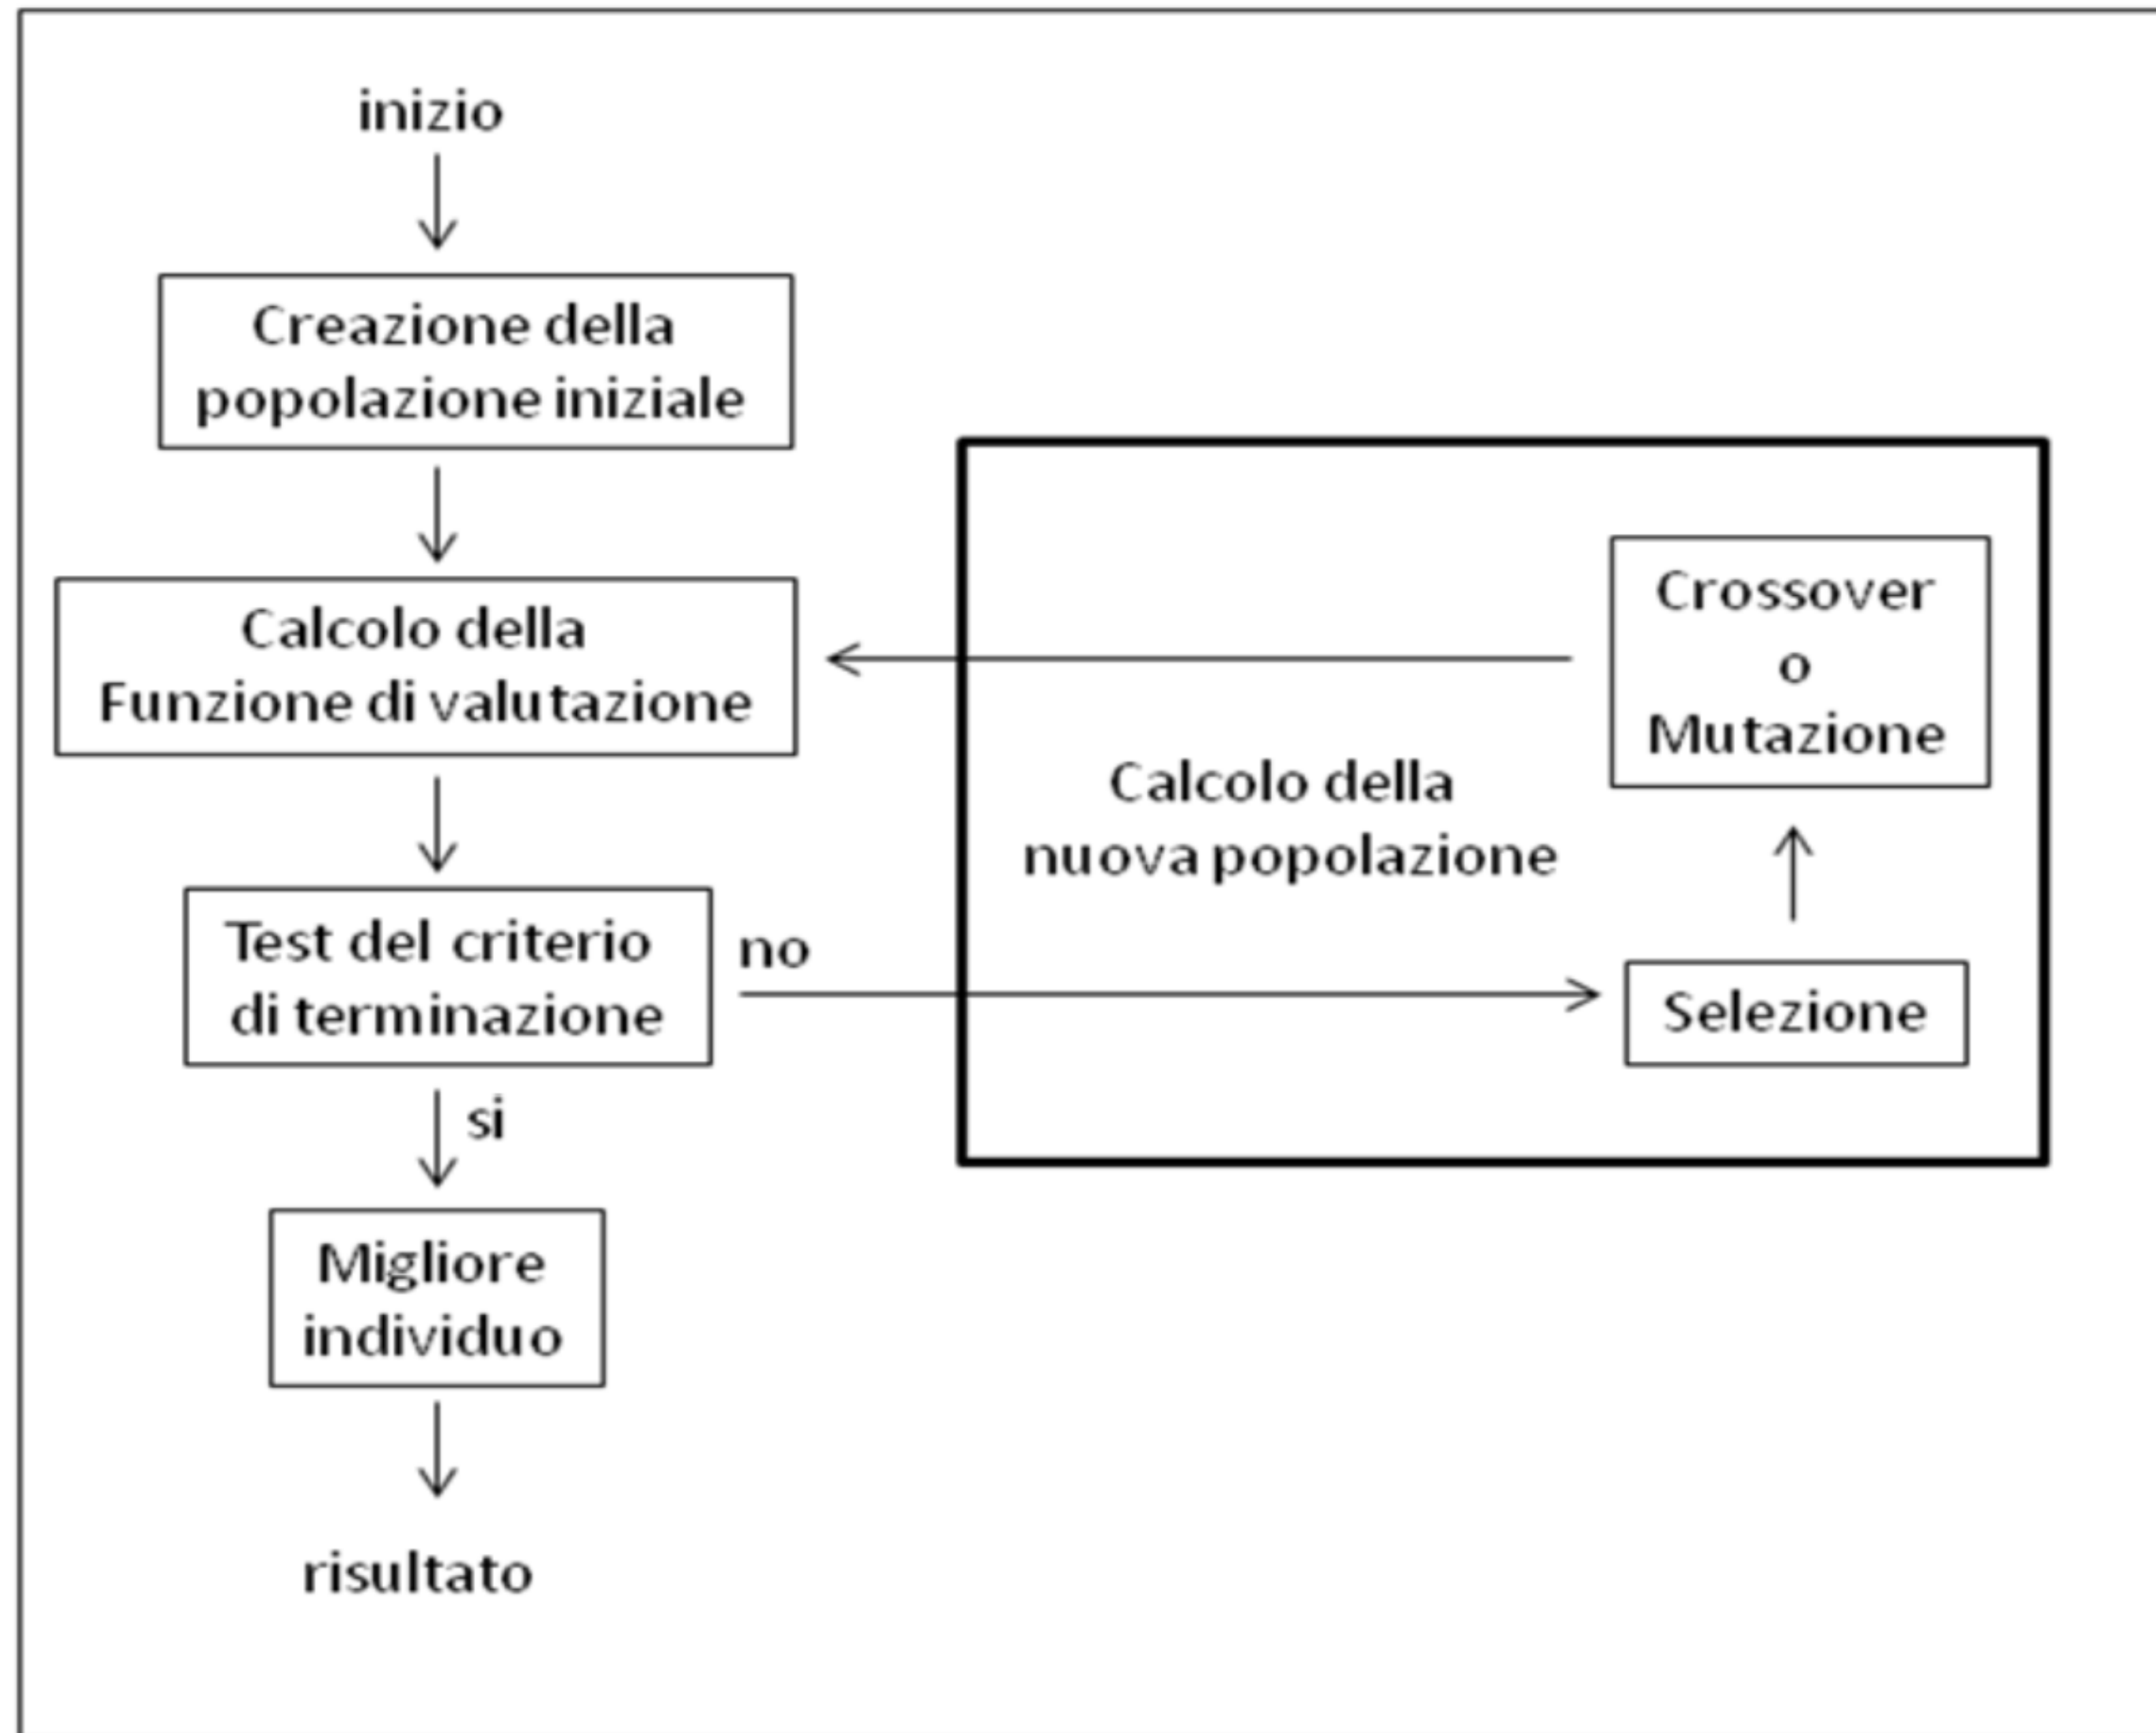 inizio
Creazione della
popolazione iniziale
Calcolo della
Funzione di valutazione
Test del criterio
di terminazione
no
si
Migliore
individuo
risultato
Crossover
o
Mutazione
Calcolo della
nuova popolazione
Selezione